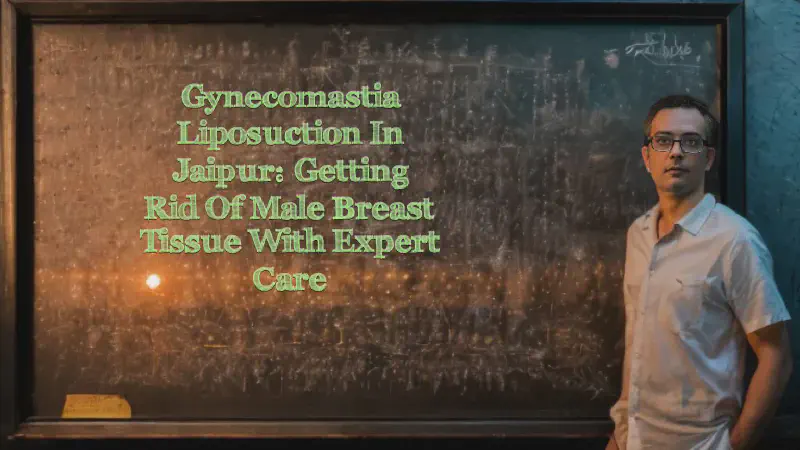 Gynecomastia
Liposuction In
Jaipur: Getting
Rid Of Male Breast
Tissue With Expert
Care